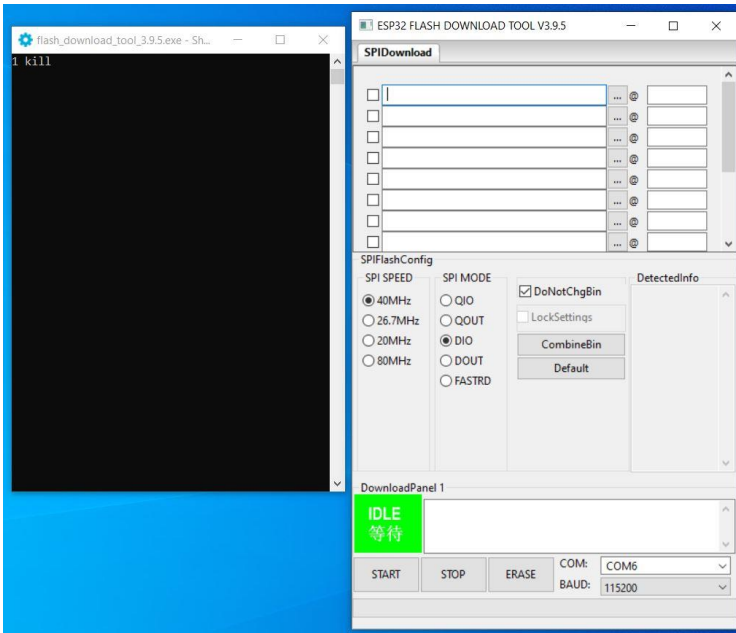 flash_download_tool_3.9.5.exe - Sh...
1 kill
ESP32 FLASH DOWNLOAD TOOL V3.9.5
SPIDownload
... @
... @
... @
... @
... @
... @
... @
... @
SPIFlashConfig
SPI SPEED
40MHz
26.7MHz
20MHz
80MHz
SPI MODE
QIO
QOUT
DIO
DOUT
FASTRD
DoNotChgBin
LockSettings
CombineBin
Default
DetectedInfo
DownloadPanel 1
IDLE
等待
START STOP ERASE
COM: COM6
BAUD: 115200